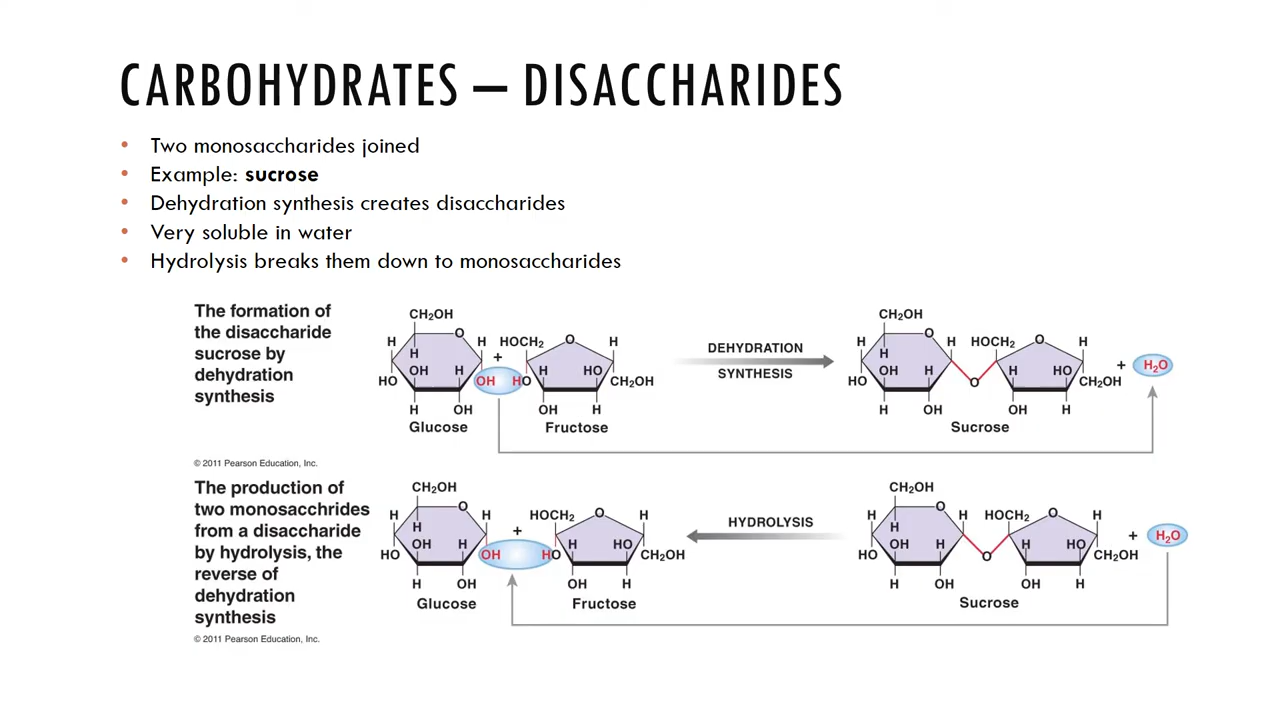 CARBOHYDRATES – DISACCHARIDES
• Two monosaccharides joined
• Example: sucrose
• Dehydration synthesis creates disaccharides
• Very soluble in water
• Hydrolysis breaks them down to monosaccharides
The formation of
the disaccharide
sucrose by
dehydration
synthesis
CH₂OH
O
H
H
H
OH
H
HO
OH
H
OH
Glucose
+
HOCH₂
O
H
H
HO
HO
CH₂OH
OH
H
Fructose
DEHYDRATION
SYNTHESIS
CH₂OH
O
H
H
H
OH
H
HO
H
OH
O
HOCH₂
O
H
H
HO
CH₂OH
OH
H
Sucrose
+
H₂O
© 2011 Pearson Education, Inc.
The production of
two monosacchrides
from a disaccharide
by hydrolysis, the
reverse of
dehydration
synthesis
CH₂OH
O
H
H
H
OH
H
HO
OH
H
OH
Glucose
+
HOCH₂
O
H
H
HO
HO
CH₂OH
OH
H
Fructose
HYDROLYSIS
CH₂OH
O
H
H
H
OH
H
HO
H
OH
O
HOCH₂
O
H
H
HO
CH₂OH
OH
H
Sucrose
+
H₂O
© 2011 Pearson Education, Inc.